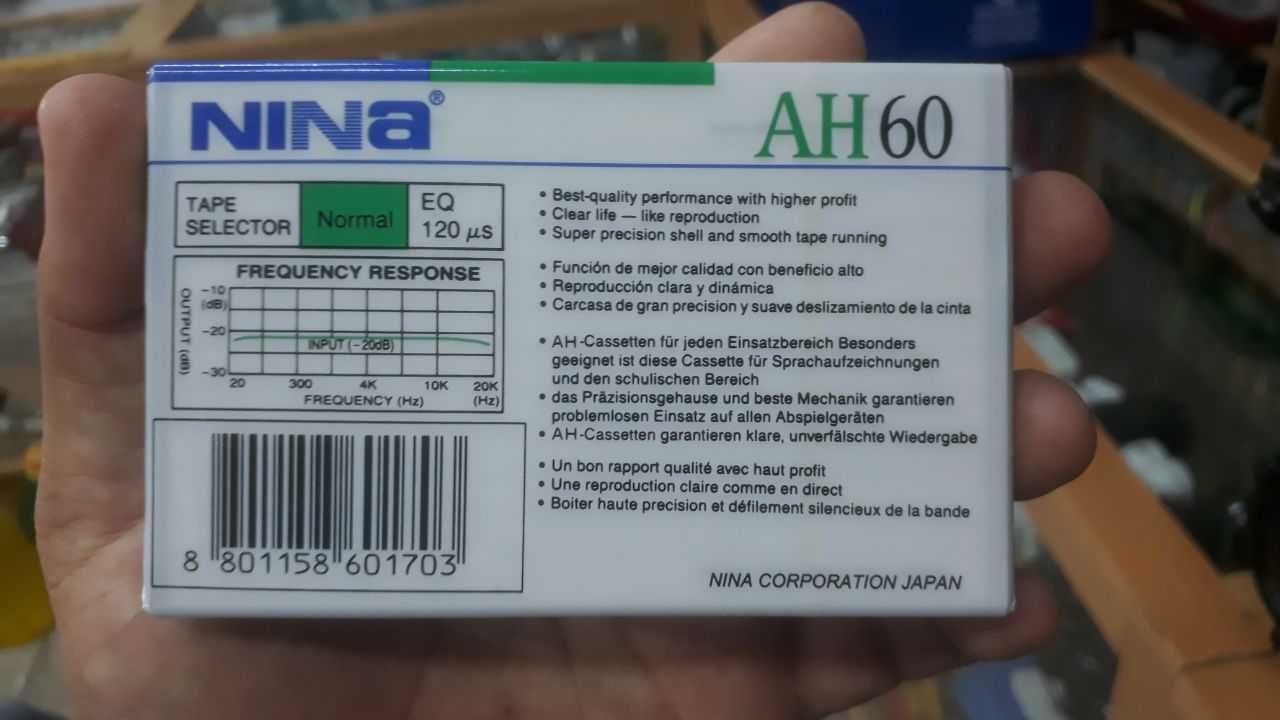 NINa®
AH60
TAPE SELECTOR
Normal
EQ 120 µs
FREQUENCY RESPONSE
OUTPUT (dB)
-10
(dB)
-20
-30
INPUT (-20dB)
20 300 4K 10K 20K
FREQUENCY (Hz) (Hz)
8 801158 601703
• Best-quality performance with higher profit
• Clear life — like reproduction
• Super precision shell and smooth tape running
• Función de mejor calidad con beneficio alto
• Reproducción clara y dinámica
• Carcasa de gran precision y suave deslizamiento de la cinta
• AH-Cassetten für jeden Einsatzbereich Besonders
geeignet ist diese Cassette für Sprachaufzeichnungen
und den schulischen Bereich
• das Präzisionsgehause und beste Mechanik garantieren
problemlosen Einsatz auf allen Abspielgeräten
• AH-Cassetten garantieren klare, unverfälschte Wiedergabe
• Un bon rapport qualité avec haut profit
• Une reproduction claire comme en direct
• Boiter haute precision et défilement silencieux de la bande
NINA CORPORATION JAPAN